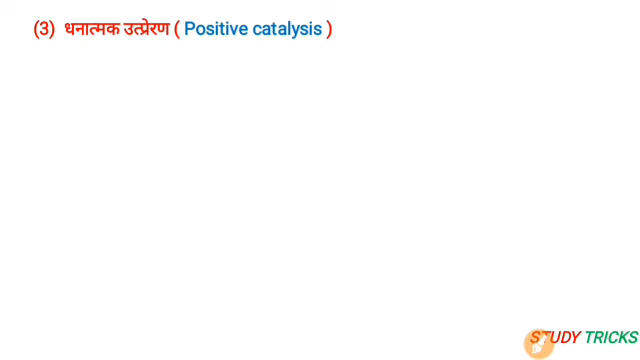 (3) धनात्मक उत्प्रेरण ( Positive catalysis )
STUDY TRICKS